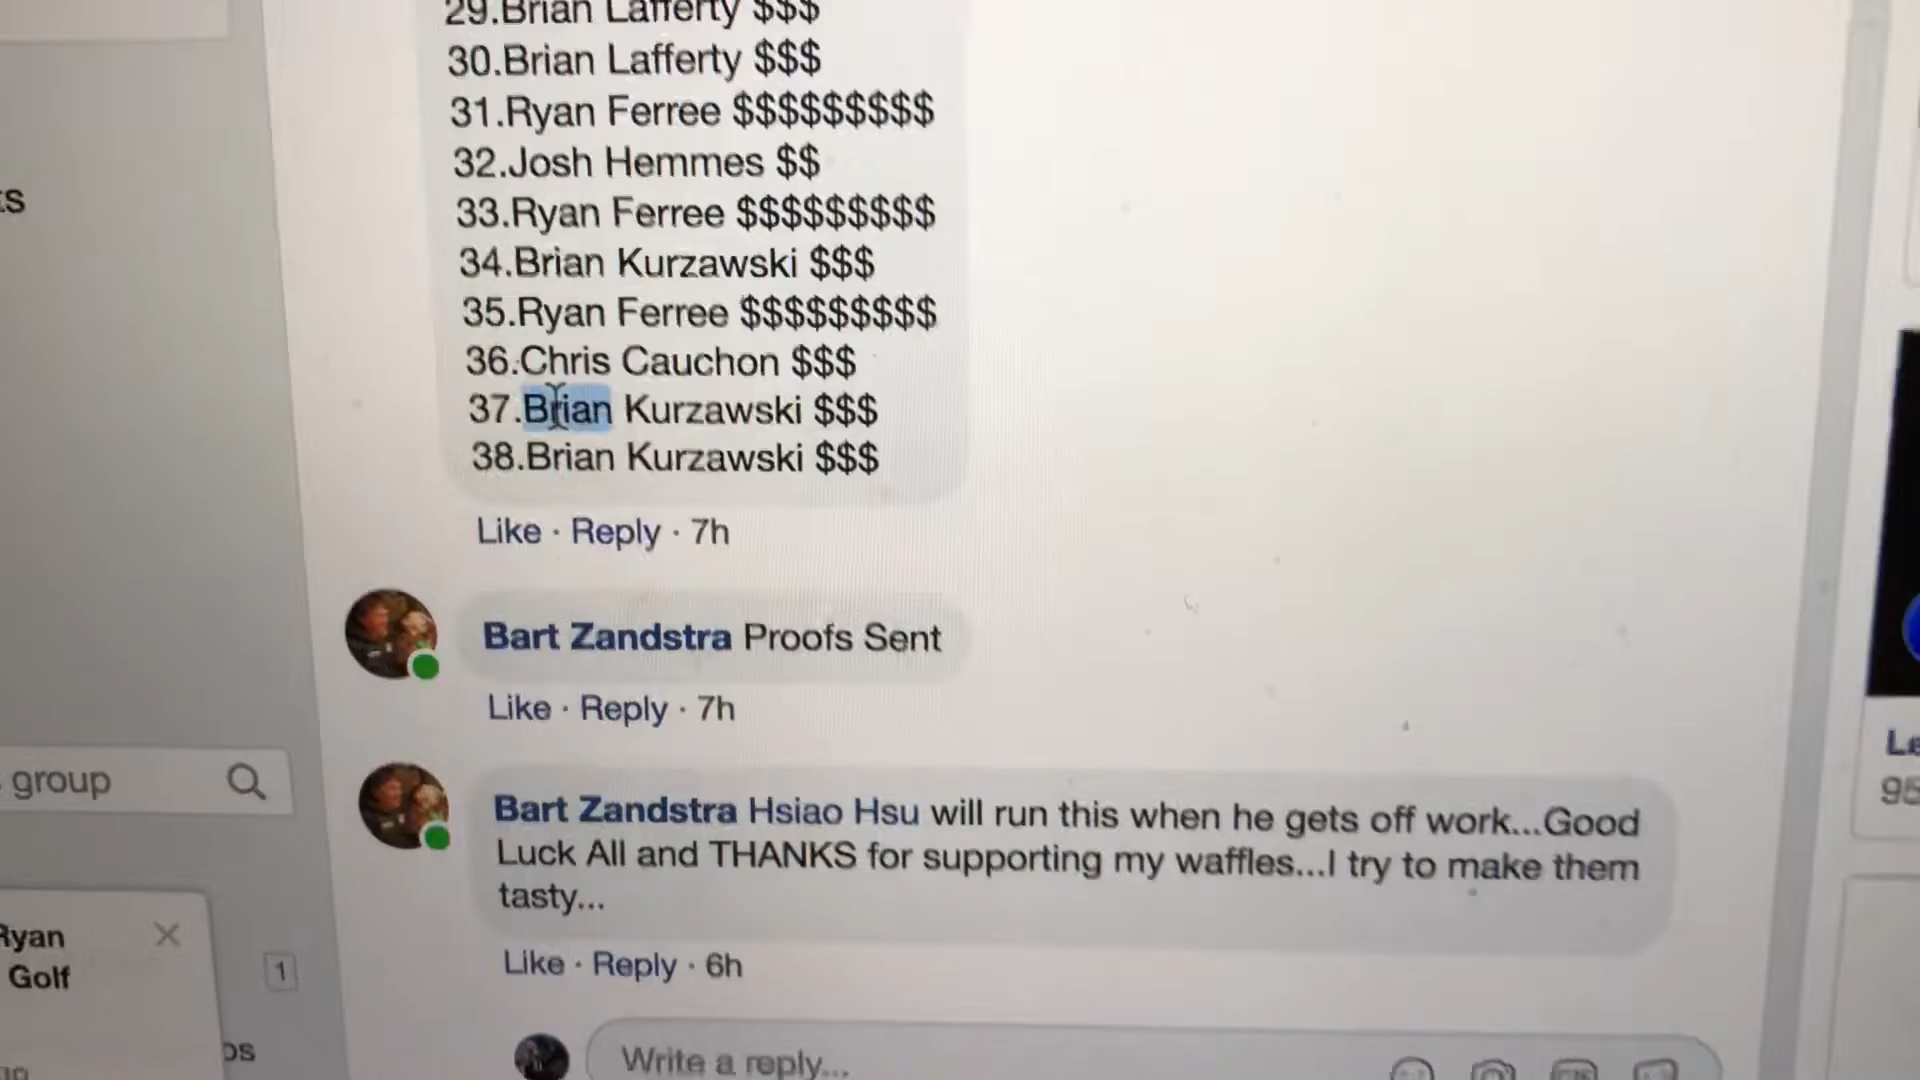 29.Brian Lafferty $$$
30.Brian Lafferty $$$
31.Ryan Ferree $$$$$$$$$
32.Josh Hemmes $$
33.Ryan Ferree $$$$$$$$$
34.Brian Kurzawski $$$
35.Ryan Ferree $$$$$$$$$
36.Chris Cauchon $$$
37.Brian Kurzawski $$$
38.Brian Kurzawski $$$
Like · Reply · 7h
Bart Zandstra Proofs Sent
Like · Reply · 7h
group
Bart Zandstra Hsiao Hsu will run this when he gets off work...Good
Luck All and THANKS for supporting my waffles...I try to make them
tasty...
Like · Reply · 6h
Ryan
Golf
1
Write a reply...